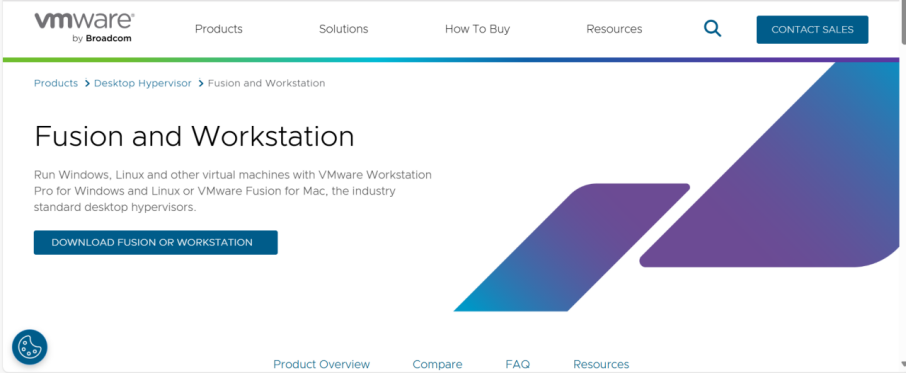 vmware®
by Broadcom
Products
Solutions
How To Buy
Resources
CONTACT SALES
Products > Desktop Hypervisor > Fusion and Workstation
Fusion and Workstation
Run Windows, Linux and other virtual machines with VMware Workstation
Pro for Windows and Linux or VMware Fusion for Mac, the industry
standard desktop hypervisors.
DOWNLOAD FUSION OR WORKSTATION
Product Overview
Compare
FAQ
Resources